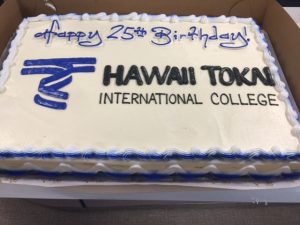 Happy 25th Birthday!
HAWAII TOKAI
INTERNATIONAL COLLEGE